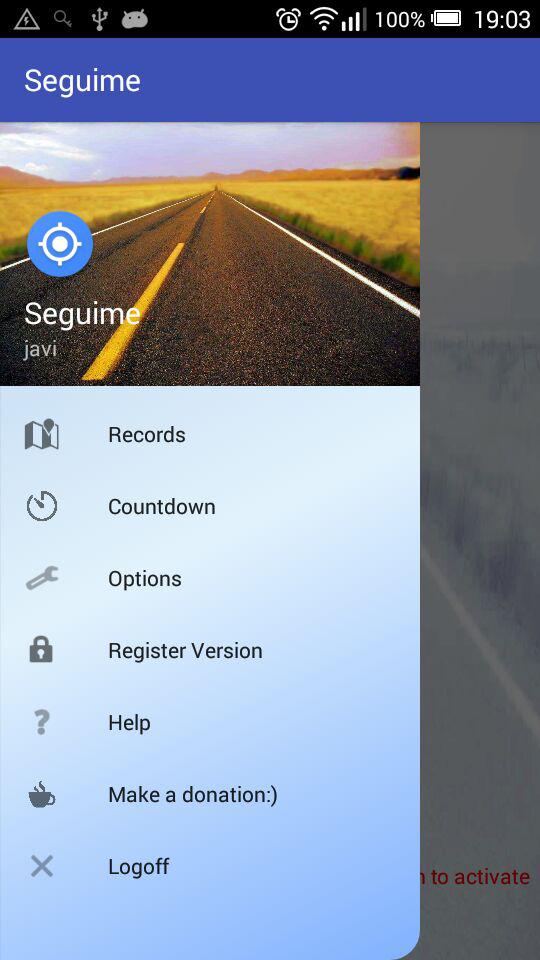 100% 19:03
Seguime
Seguime
javi
Records
Countdown
Options
Register Version
Help
Make a donation:)
to activate
Logoff